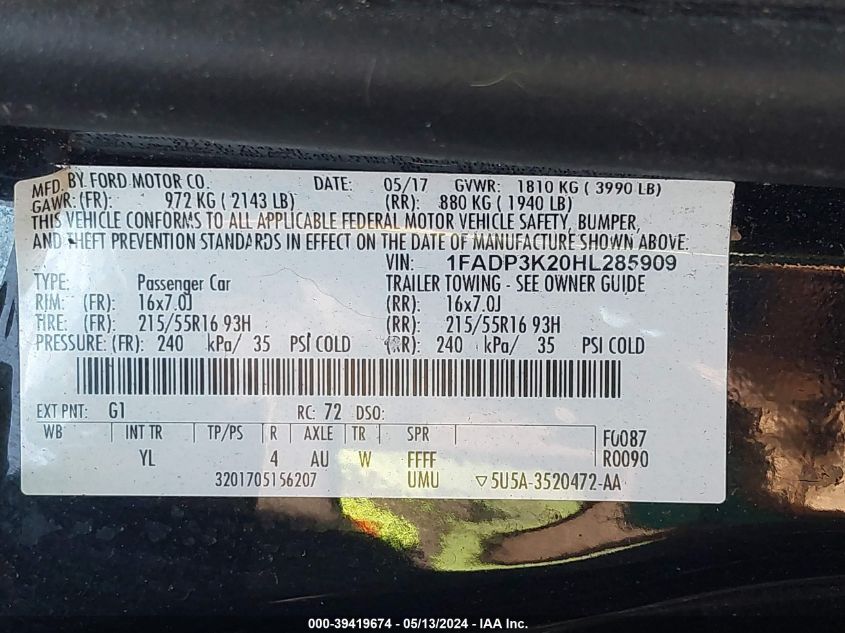 MFD. BY FORD MOTOR CO. DATE: 05/17 GVWR: 1810 KG ( 3990 LB)
GAWR: (FR): 972 KG ( 2143 LB) (RR): 880 KG ( 1940 LB)
THIS VEHICLE CONFORMS TO ALL APPLICABLE FEDERAL MOTOR VEHICLE SAFETY, BUMPER,
AND THEFT PREVENTION STANDARDS IN EFFECT ON THE DATE OF MANUFACTURE SHOWN ABOVE.
VIN: 1FADP3K20HL285909
TYPE: Passenger Car TRAILER TOWING - SEE OWNER GUIDE
RIM: (FR): 16x7.0J (RR): 16x7.0J
TIRE: (FR): 215/55R16 93H (RR): 215/55R16 93H
PRESSURE: (FR): 240 kPa/ 35 PSI COLD (RR): 240 kPa/ 35 PSI COLD
EXT PNT: G1 RC: 72 DSO:
WB INT TR TP/PS R AXLE TR SPR F0087
YL 4 AU W FFFF R0090
3201705156207 UMU ▽5U5A-3520472-AA
000-39419674 - 05/13/2024 - IAA Inc.